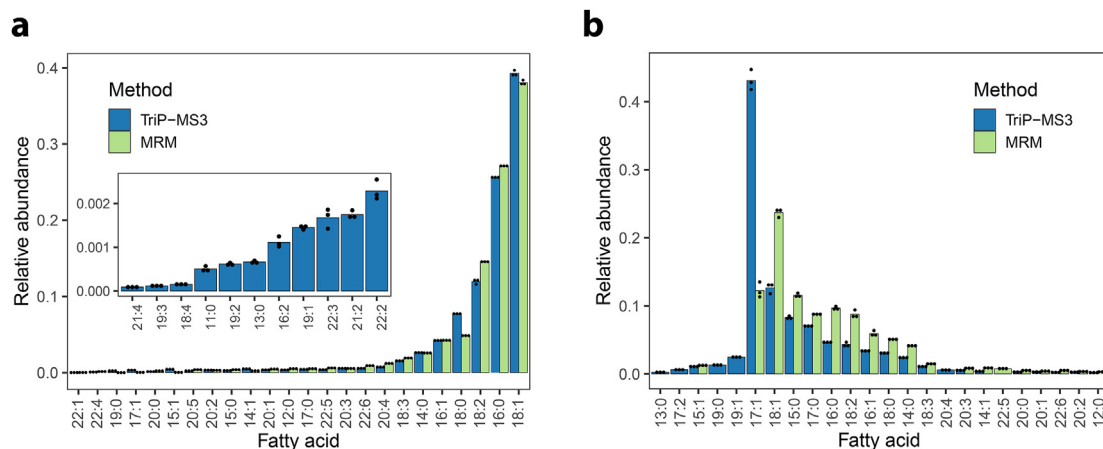 a
0.4
0.3
0.2
0.1
0.0
Relative abundance
Method
TriP−MS3
MRM
0.002
0.001
0.000
21:4 19:3 18:4 11:0 19:2 13:0 16:2 19:1 22:3 21:2 22:2
22:1 22:4 19:0 17:1 20:0 15:1 20:5 20:2 15:0 14:1 20:1 12:0 17:0 22:5 20:3 22:6 20:4 18:3 14:0 16:1 18:0 18:2 16:0 18:1
Fatty acid
b
0.4
0.3
0.2
0.1
0.0
Relative abundance
Method
TriP−MS3
MRM
13:0 17:2 15:1 19:0 19:1 17:1 18:1 15:0 17:0 16:0 18:2 16:1 18:0 14:0 18:3 20:4 20:3 14:1 22:5 20:0 20:1 22:6 20:2 12:0
Fatty acid